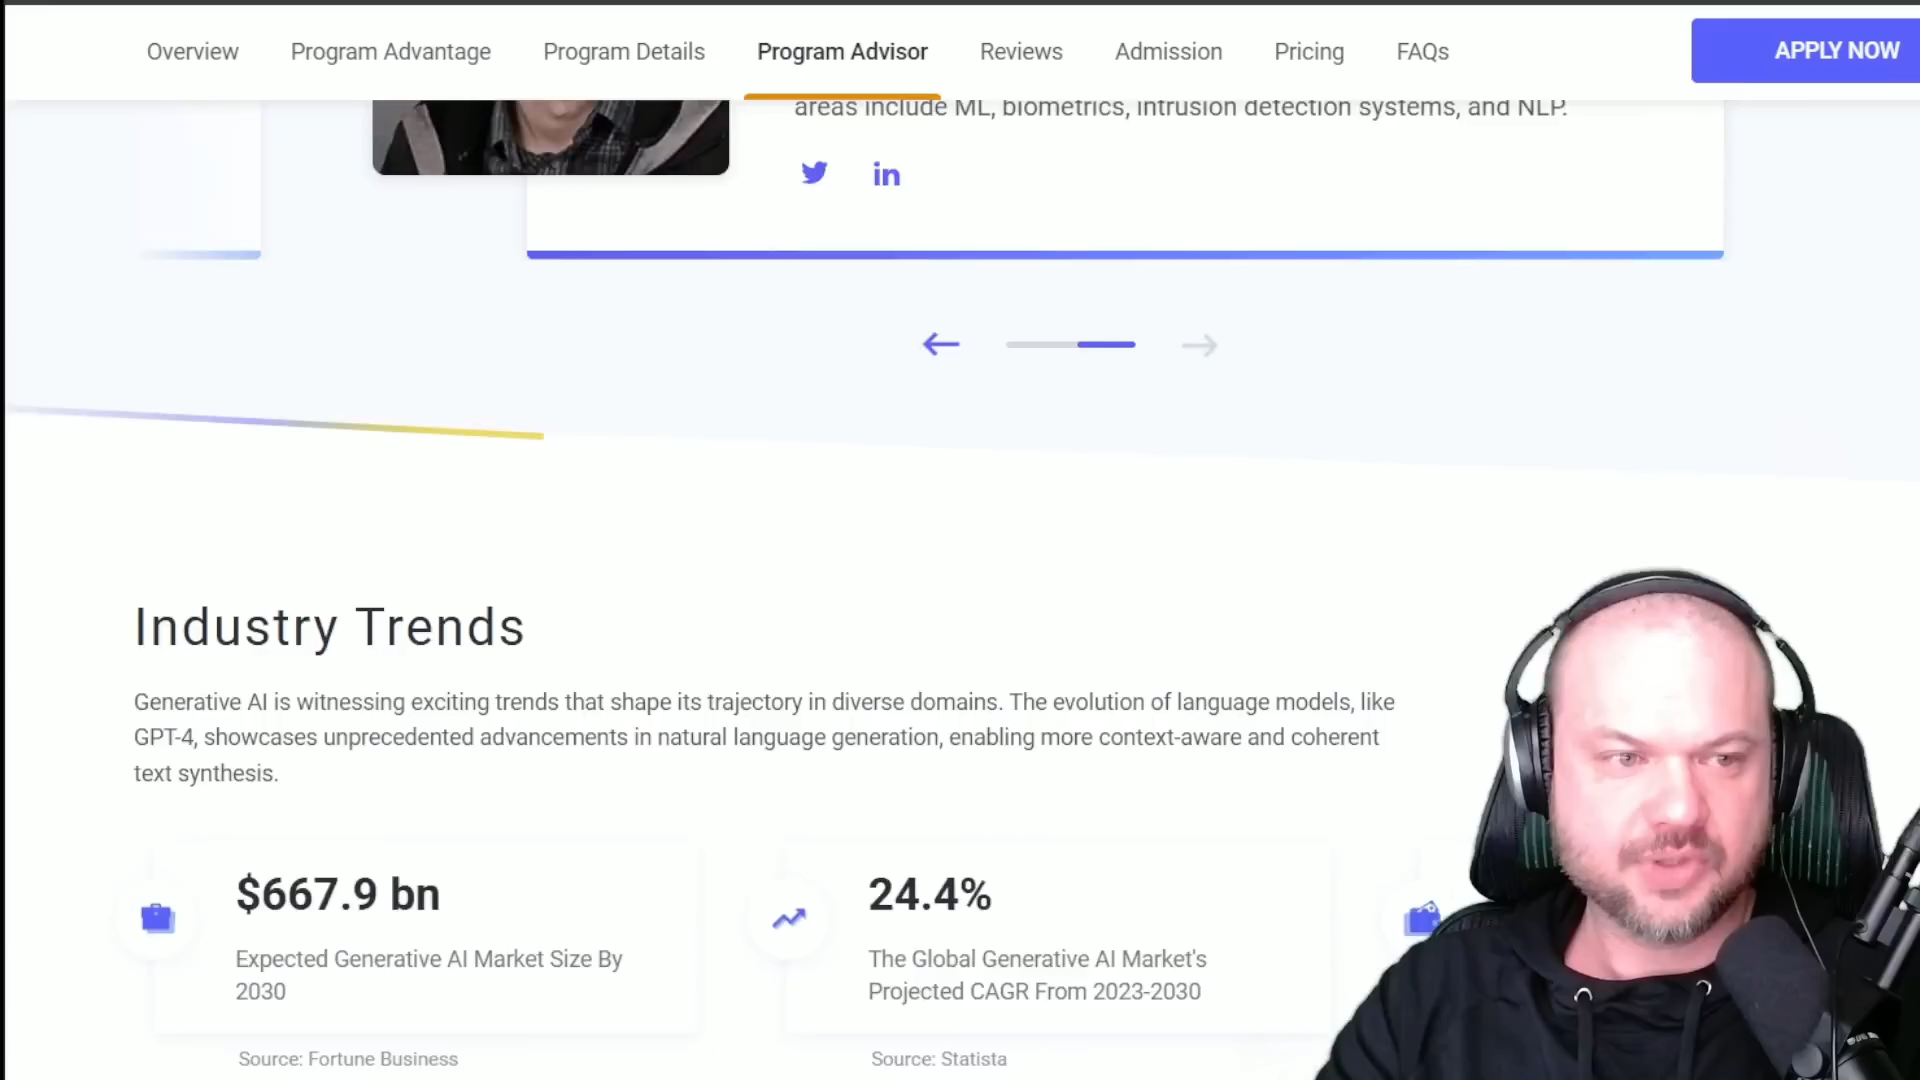 Overview Program Advantage Program Details Program Advisor Reviews Admission Pricing FAQs APPLY NOW
areas include ML, biometrics, intrusion detection systems, and NLP.
in
Industry Trends
Generative AI is witnessing exciting trends that shape its trajectory in diverse domains. The evolution of language models, like
GPT-4, showcases unprecedented advancements in natural language generation, enabling more context-aware and coherent
text synthesis.
$667.9 bn
Expected Generative AI Market Size By
2030
Source: Fortune Business
24.4%
The Global Generative AI Market's
Projected CAGR From 2023-2030
Source: Statista